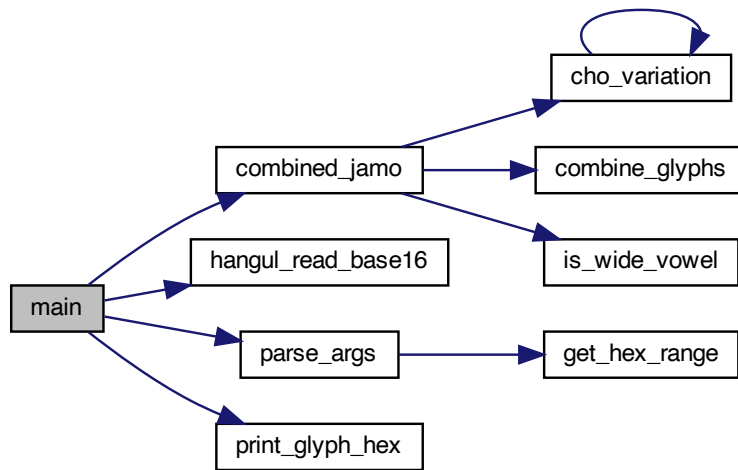 cho_variation
combined_jamo
combine_glyphs
hangul_read_base16
is_wide_vowel
main
parse_args
get_hex_range
print_glyph_hex